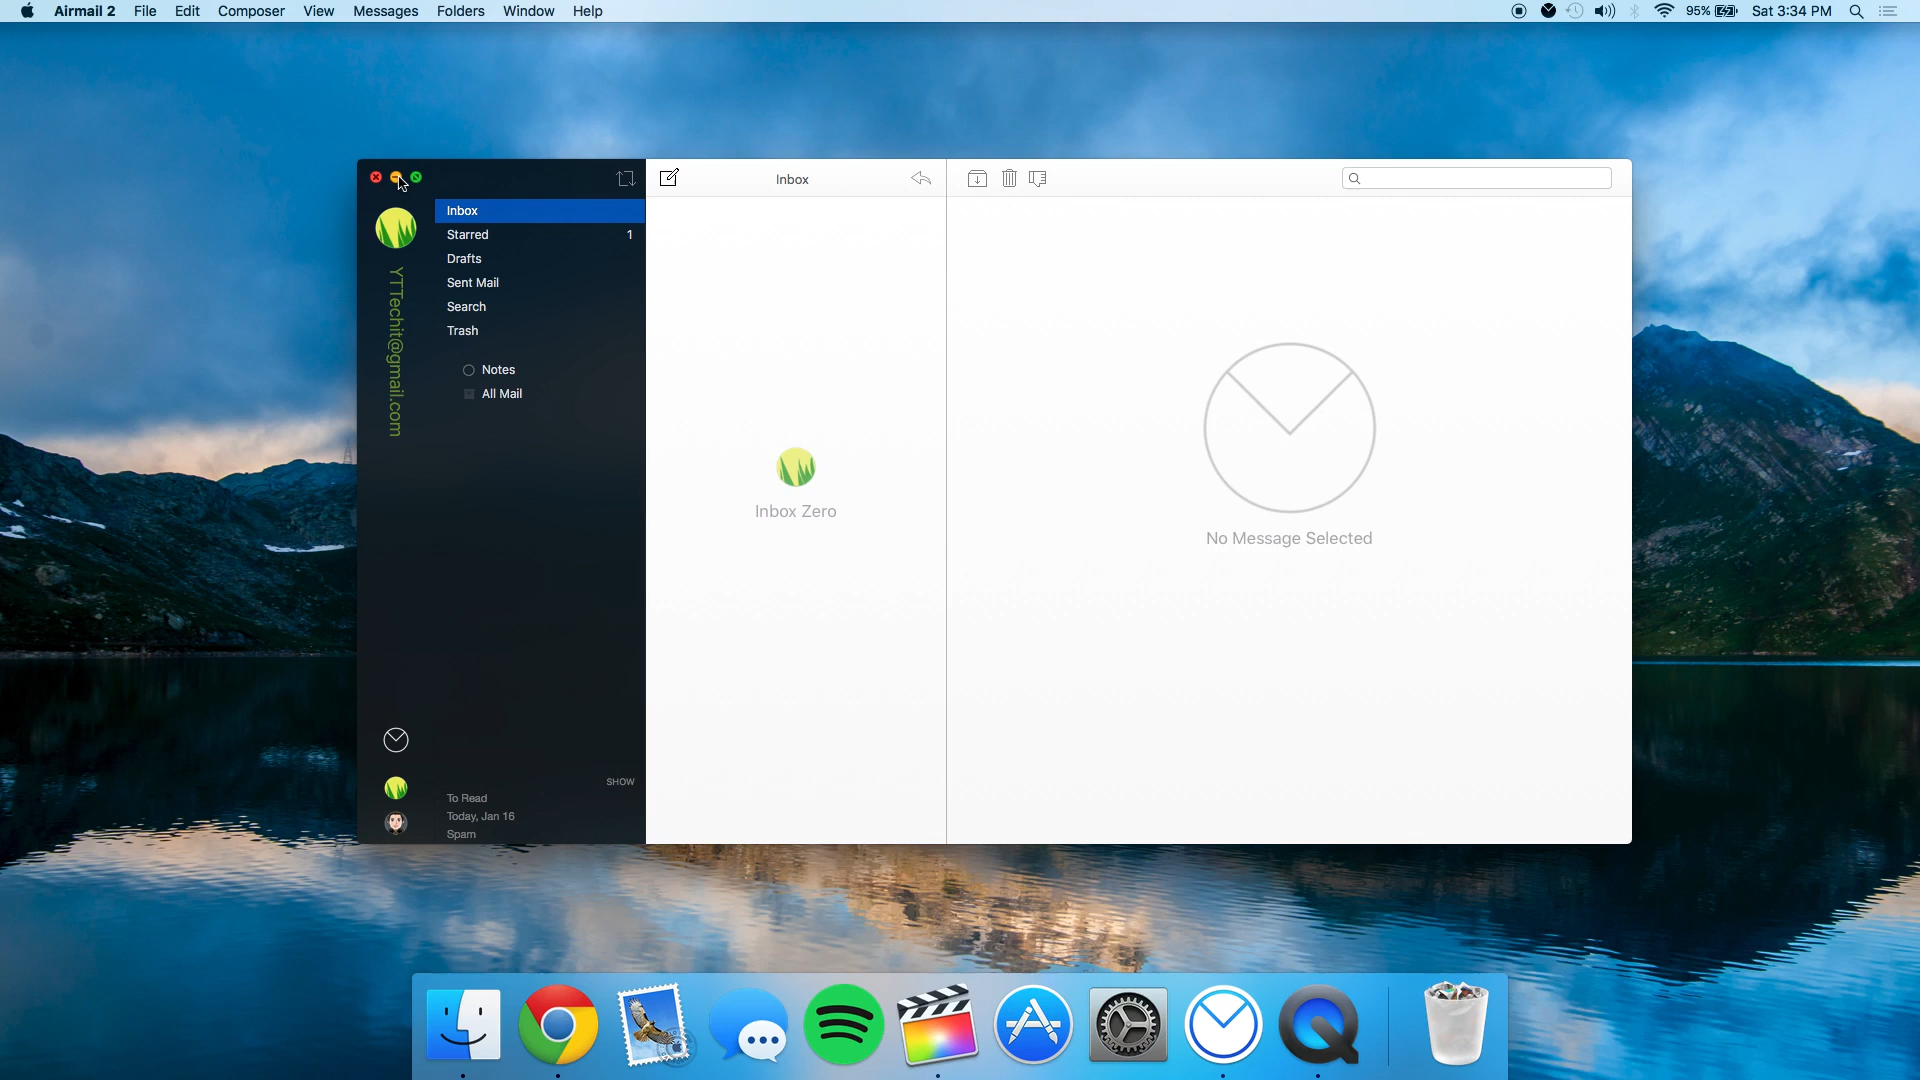 Airmail 2 File Edit Composer View Messages Folders Window Help 95% Sat 3:34 PM
Inbox
Starred 1
Drafts
Sent Mail
Search
Trash
Notes
All Mail
YTTechit@gmail.com
SHOW
To Read
Today, Jan 16
Spam
Inbox
Inbox Zero
No Message Selected